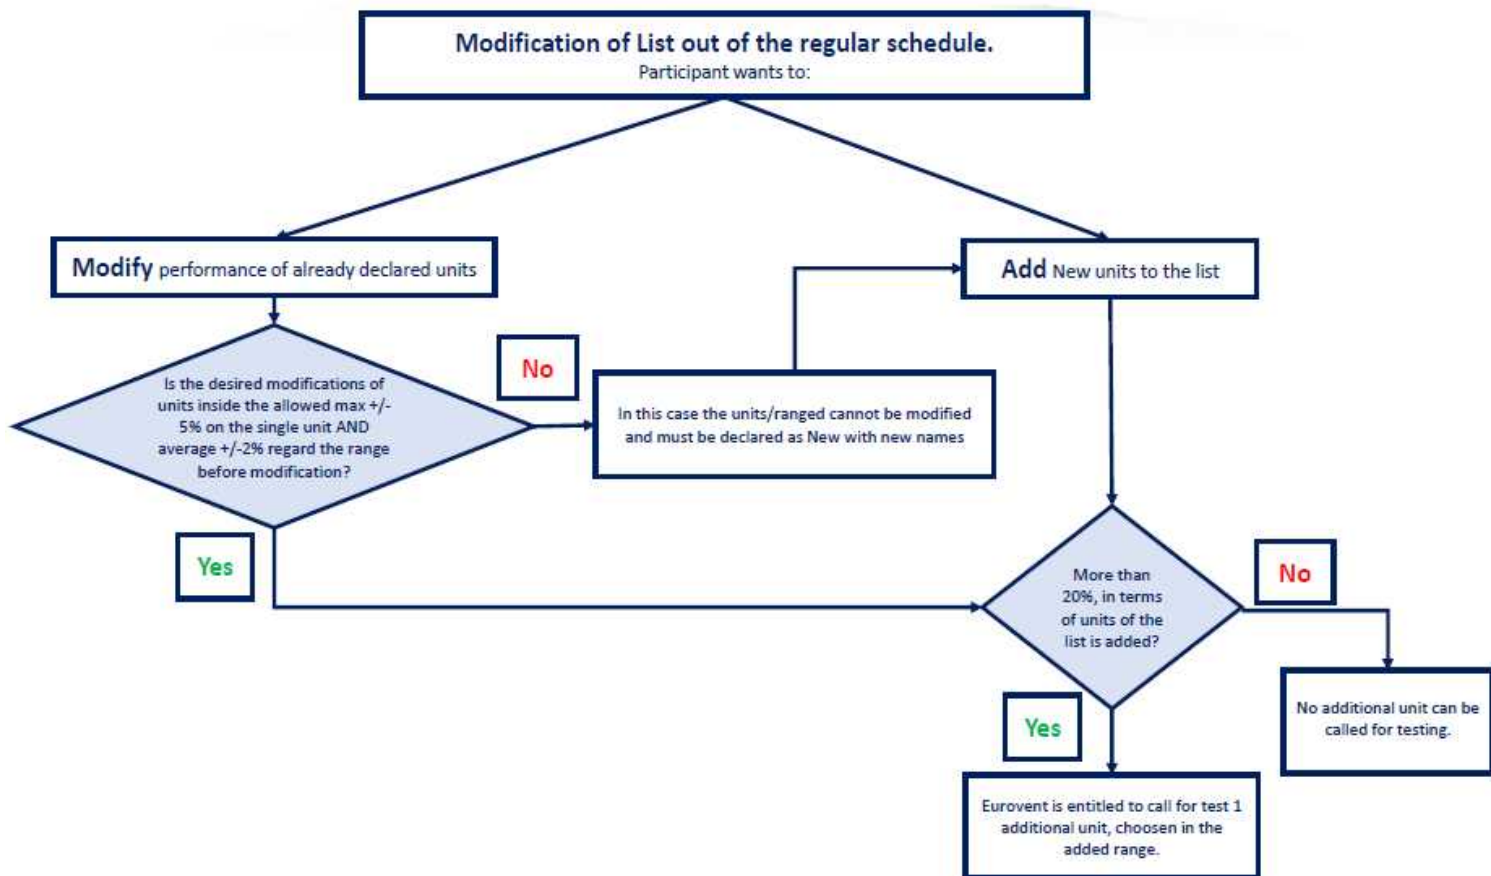 Modification of List out of the regular schedule.
Participant wants to:
Modify performance of already declared units
Add New units to the list
Is the desired modifications of
units inside the allowed max +/-
5% on the single unit AND
average +/-2% regard the range
before modification?
No
In this case the units/ranged cannot be modified
and must be declared as New with new names
Yes
More than
20%, in terms
of units of the
list is added?
No
No additional unit can be
called for testing.
Yes
Eurovent is entitled to call for test 1
additional unit, choosen in the
added range.